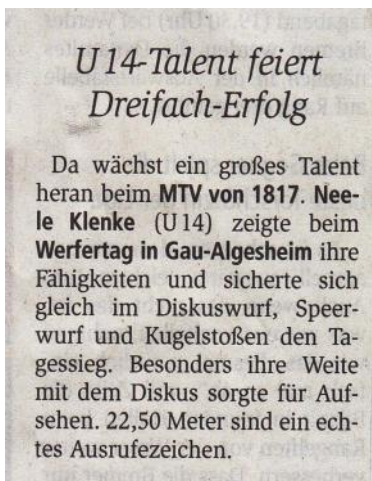 U 14-Talent feiert
Dreifach-Erfolg
Da wächst ein großes Talent
heran beim MTV von 1817. Nee-
le Klenke (U 14) zeigte beim
Werfertag in Gau-Algesheim ihre
Fähigkeiten und sicherte sich
gleich im Diskuswurf, Speer-
wurf und Kugelstoßen den Ta-
gessieg. Besonders ihre Weite
mit dem Diskus sorgte für Auf-
sehen. 22,50 Meter sind ein ech-
tes Ausrufezeichen.